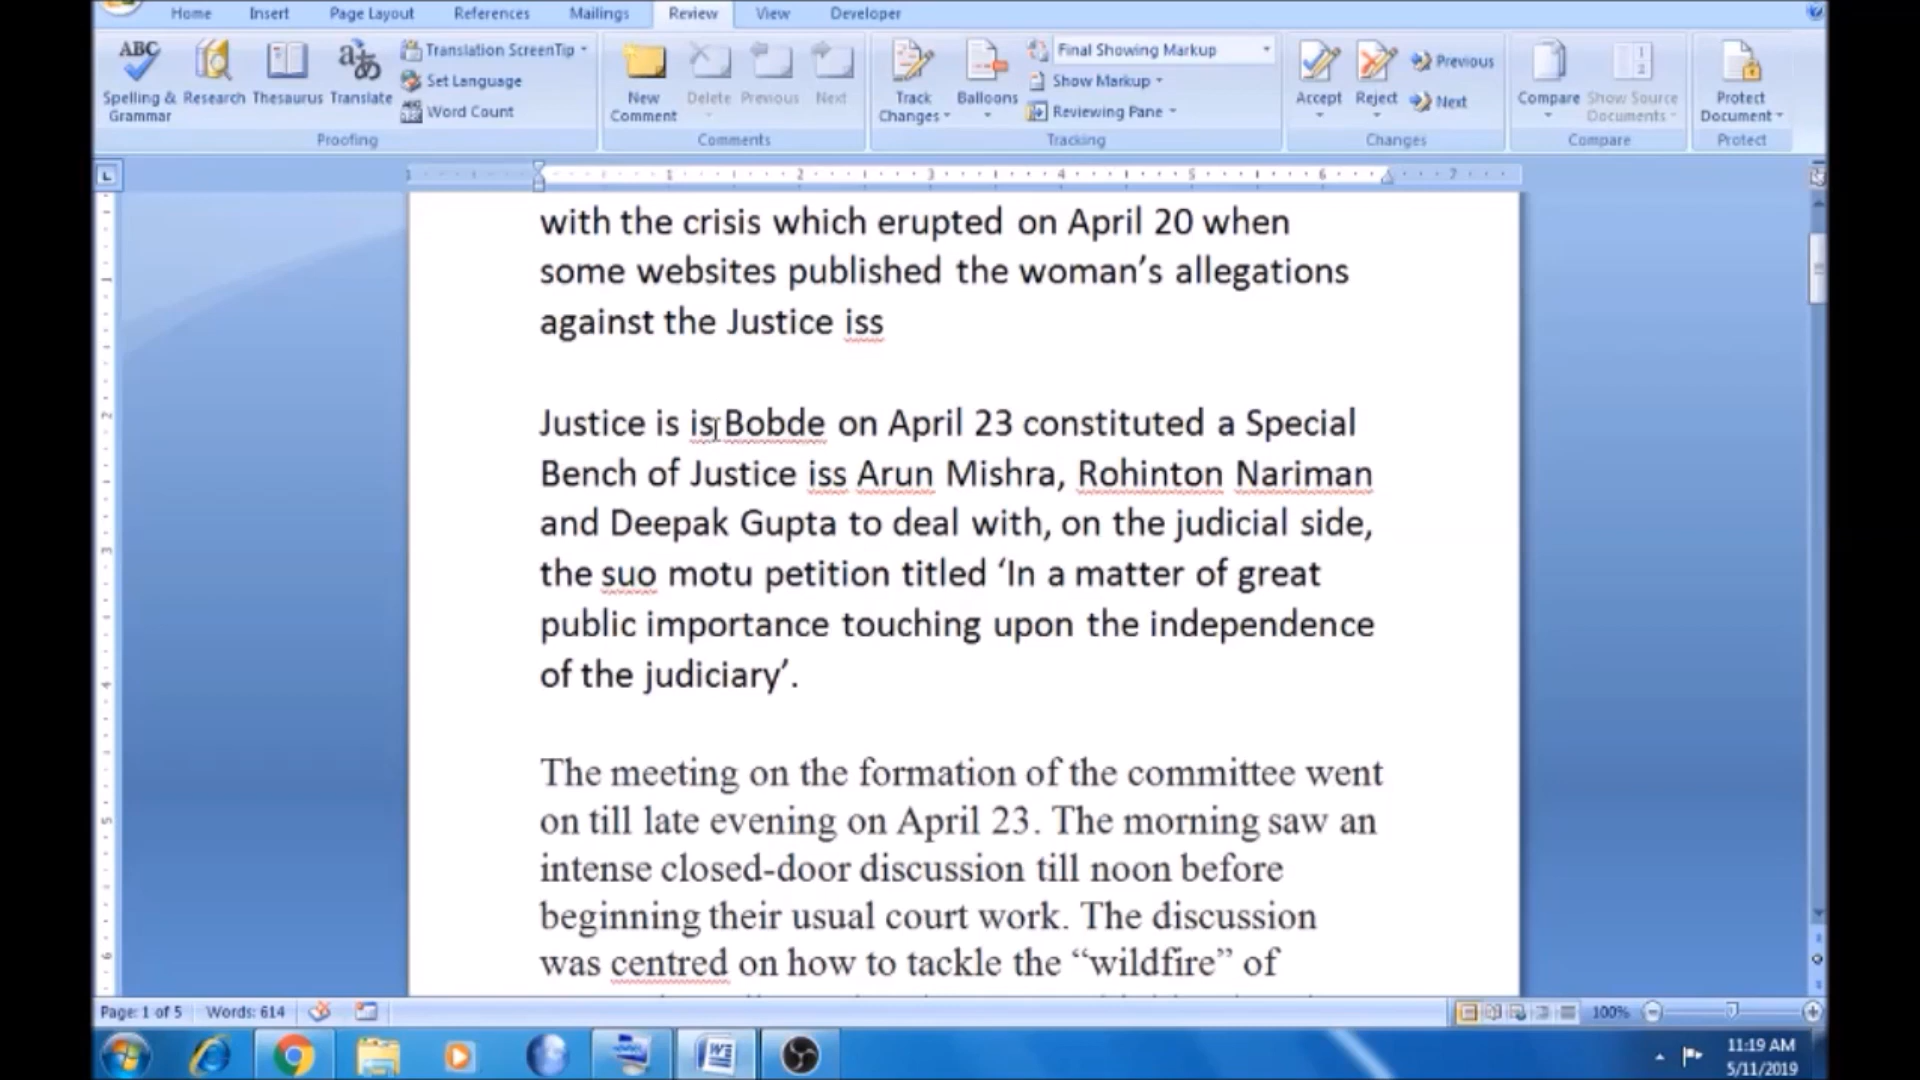 Home Insert Page Layout References Mailings Review View Developer
ABC Translation ScreenTip Final Showing Markup Previous
Set Language Show Markup
Spelling & Grammar Research Thesaurus Translate Word Count New Comment Delete Previous Next Track Changes Balloons Reviewing Pane Accept Reject Next Compare Show Source Documents Protect Document
Proofing Comments Tracking Changes Compare Protect
L 1 1 2 3 4 5 6 7
with the crisis which erupted on April 20 when
some websites published the woman’s allegations
against the Justice iss
Justice is is Bobde on April 23 constituted a Special
Bench of Justice iss Arun Mishra, Rohinton Nariman
and Deepak Gupta to deal with, on the judicial side,
the suo motu petition titled ‘In a matter of great
public importance touching upon the independence
of the judiciary’.
The meeting on the formation of the committee went
on till late evening on April 23. The morning saw an
intense closed-door discussion till noon before
beginning their usual court work. The discussion
was centred on how to tackle the “wildfire” of
Page: 1 of 5 Words: 614 100%
11:19 AM
5/11/2019